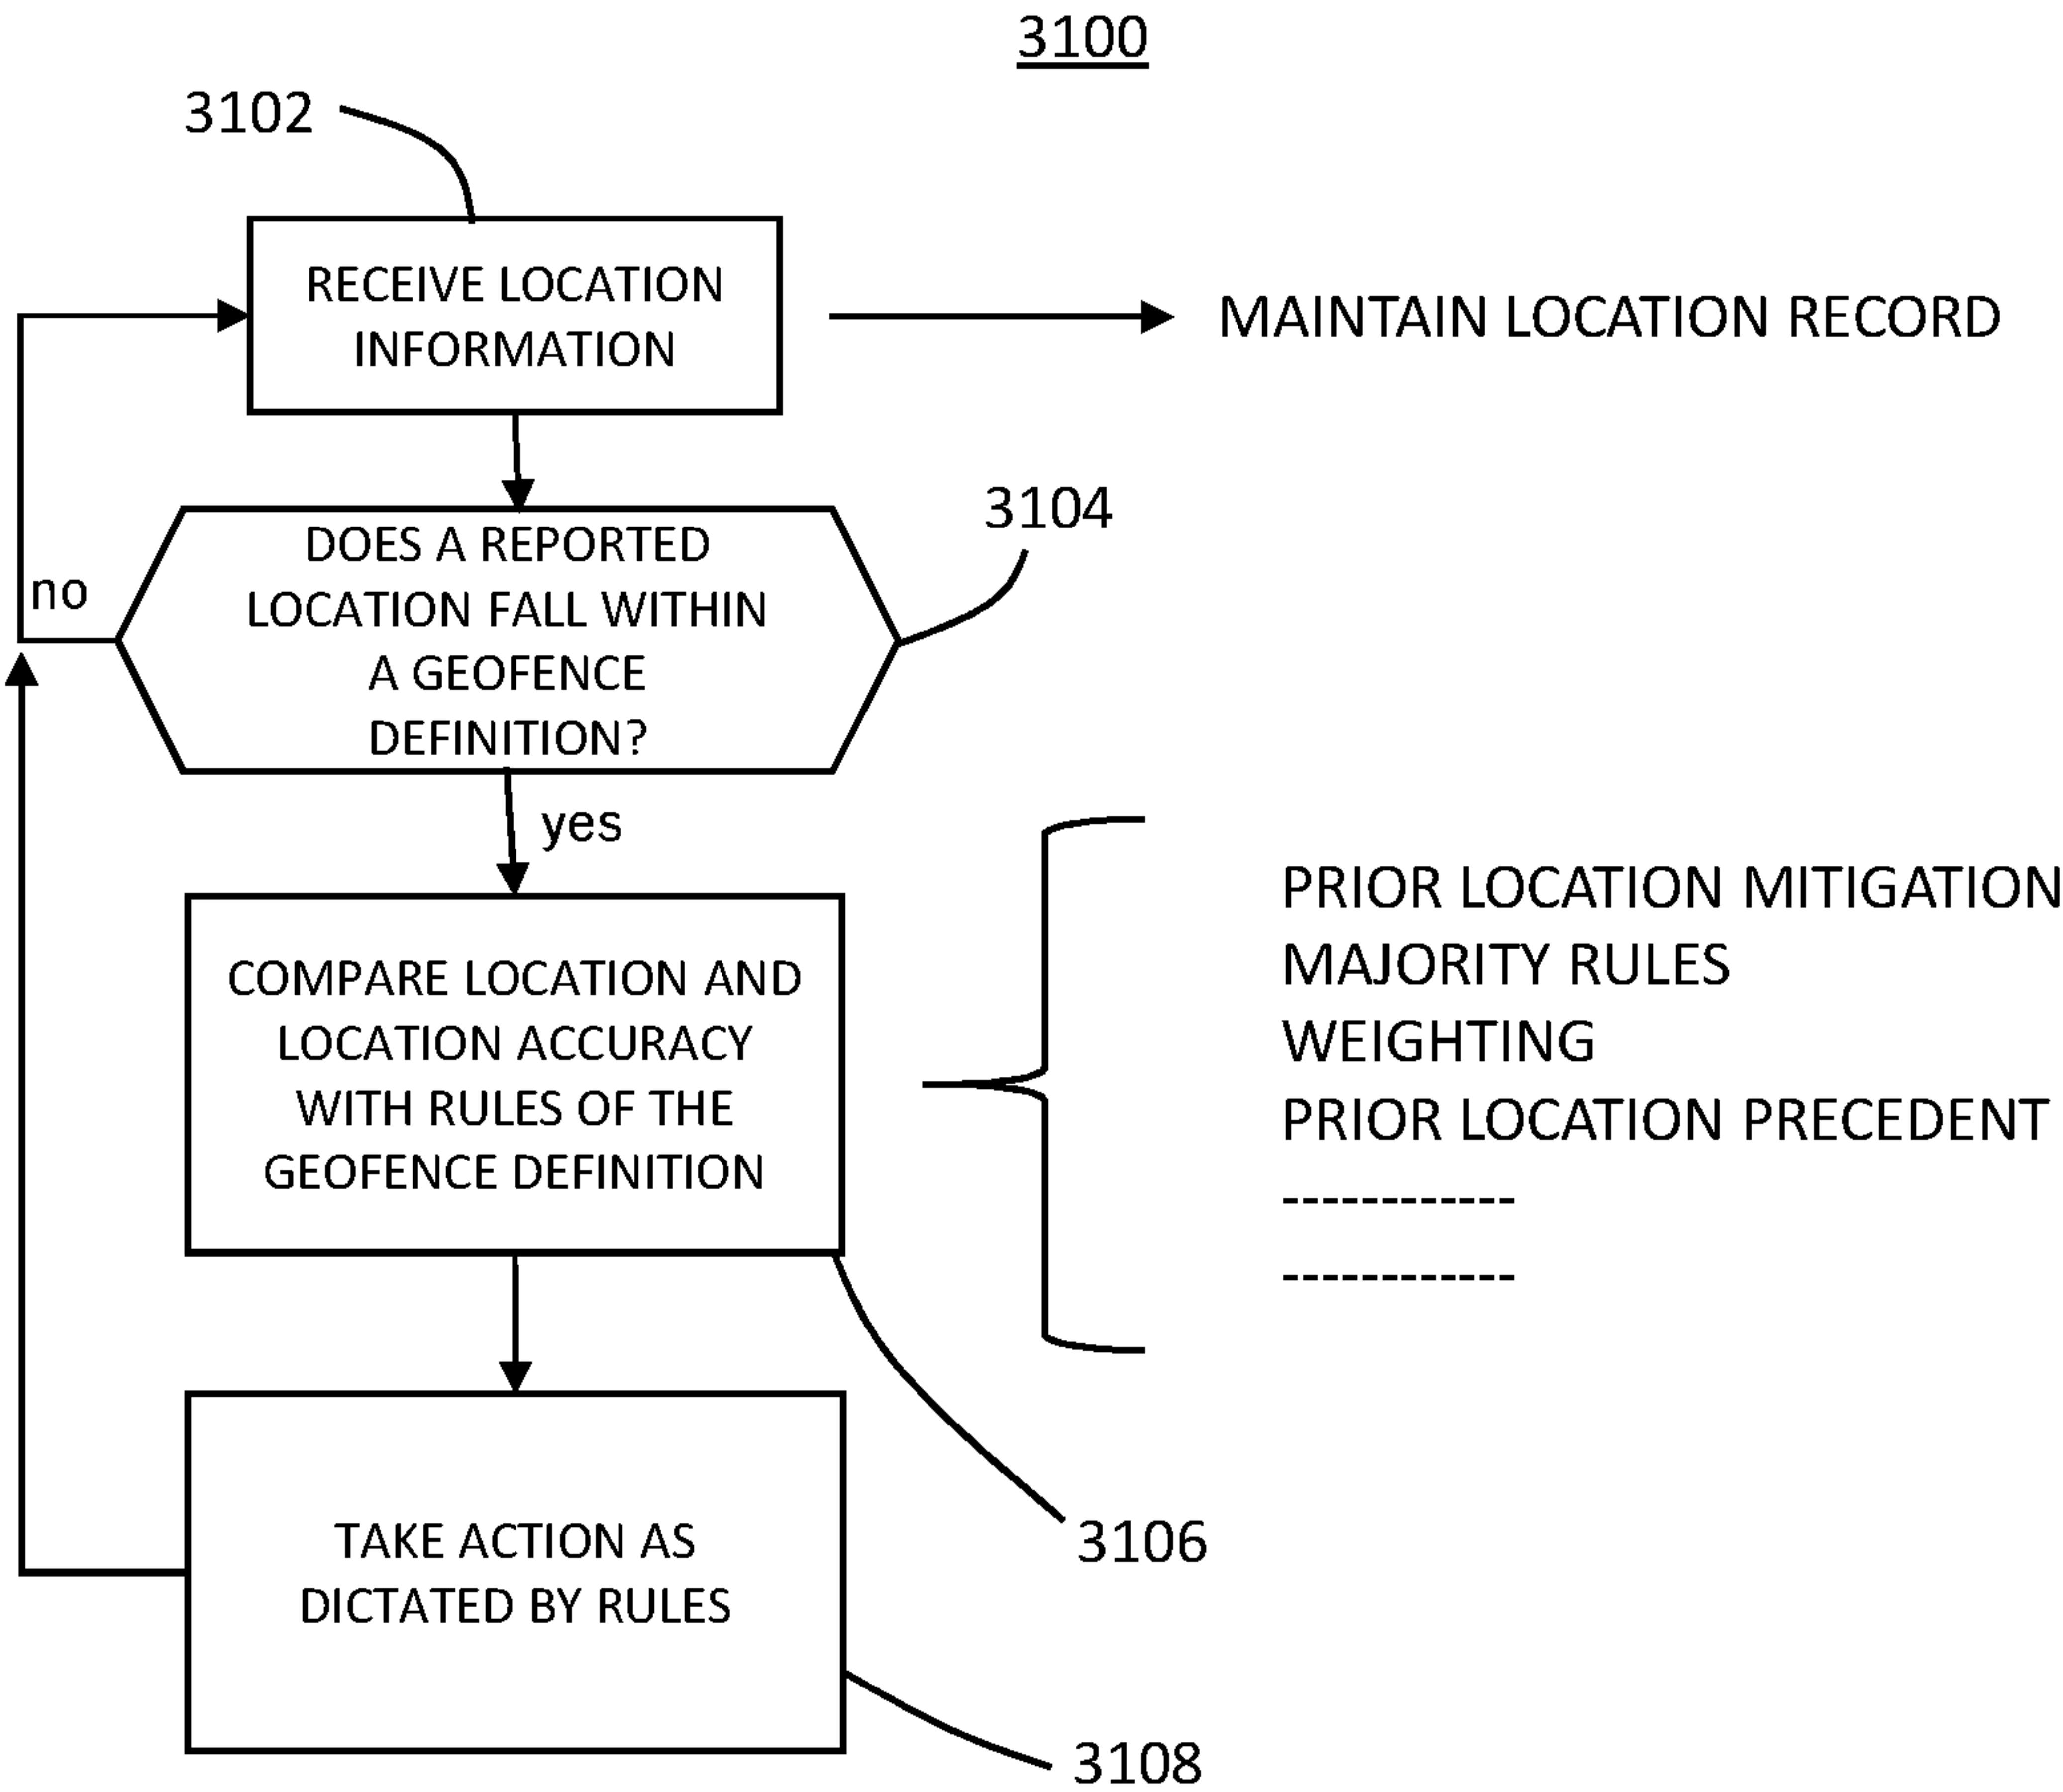 3100
3102
RECEIVE LOCATION
INFORMATION
MAINTAIN LOCATION RECORD
3104
DOES A REPORTED
LOCATION FALL WITHIN
A GEOFENCE
DEFINITION?
no
yes
COMPARE LOCATION AND
LOCATION ACCURACY
WITH RULES OF THE
GEOFENCE DEFINITION
PRIOR LOCATION MITIGATION
MAJORITY RULES
WEIGHTING
PRIOR LOCATION PRECEDENT
------------
------------
3106
TAKE ACTION AS
DICTATED BY RULES
3108